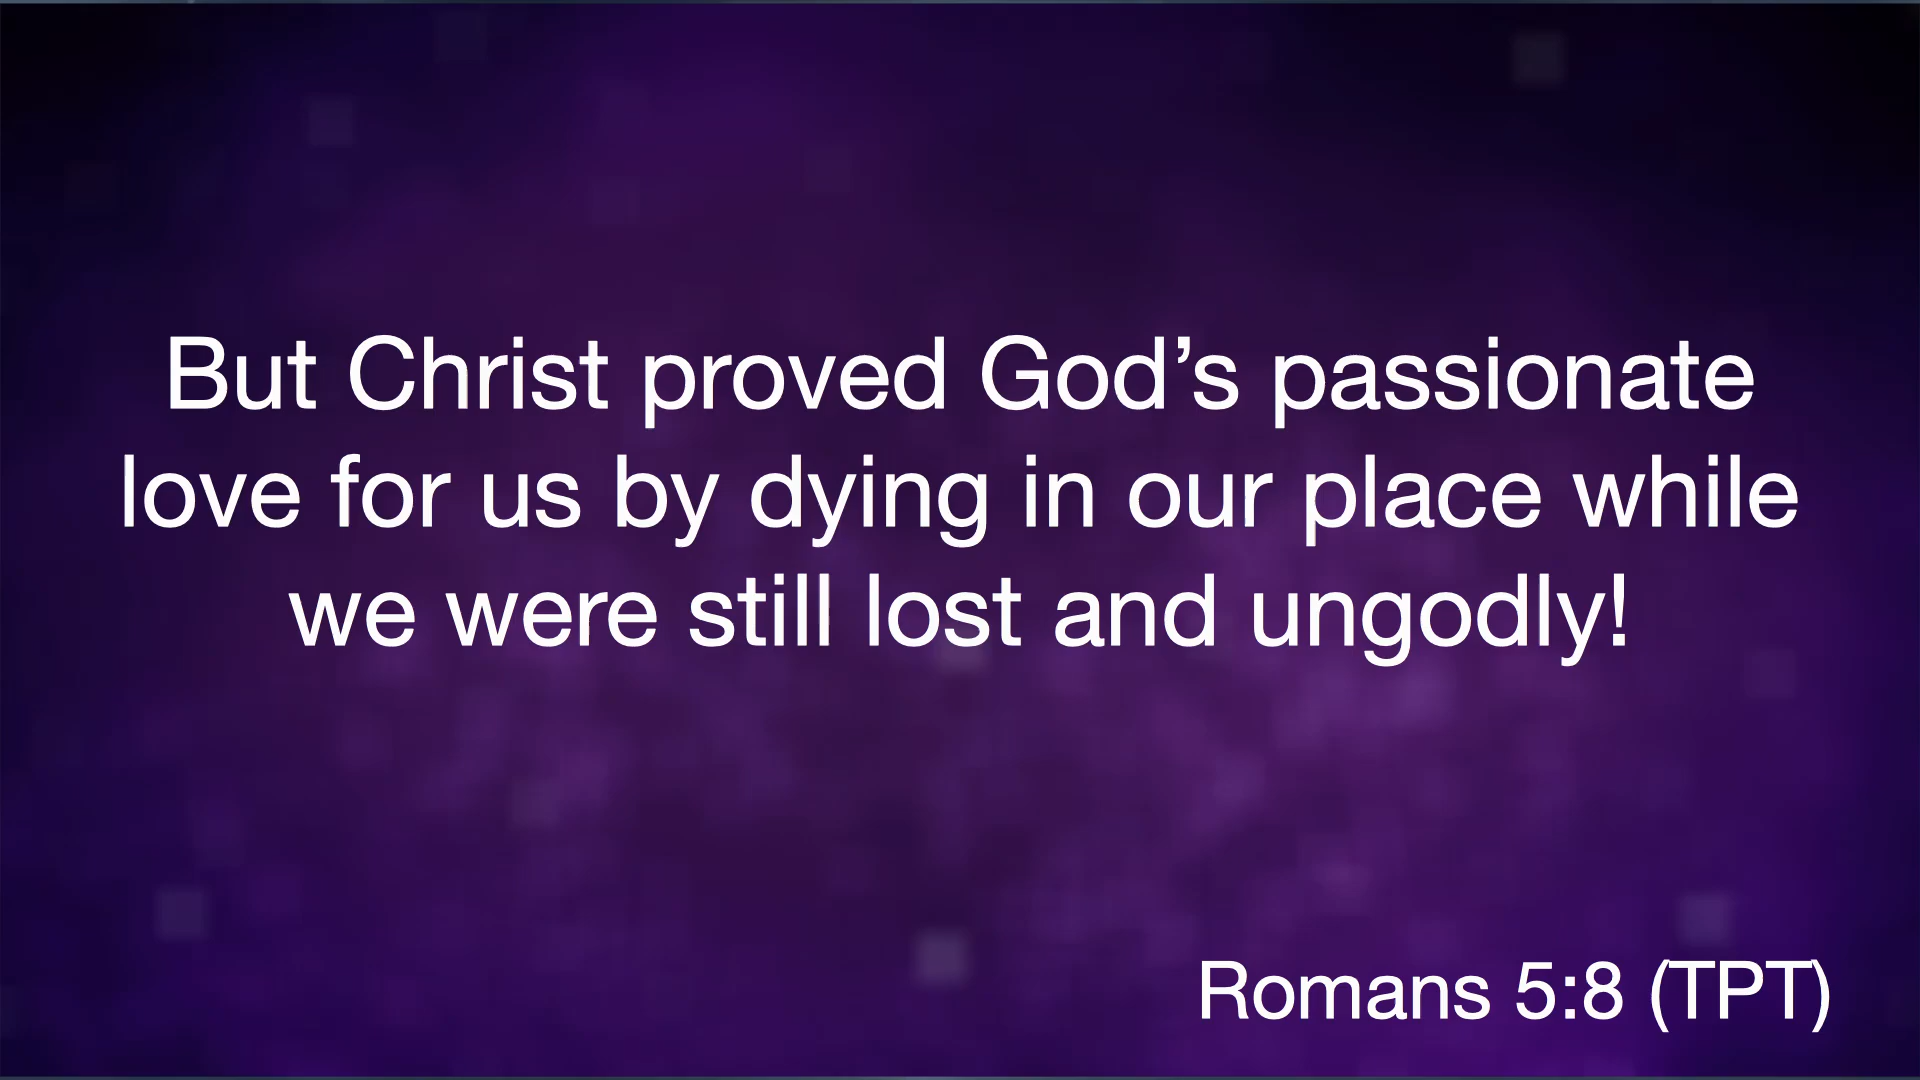 But Christ proved God’s passionate
love for us by dying in our place while
we were still lost and ungodly!
Romans 5:8 (TPT)